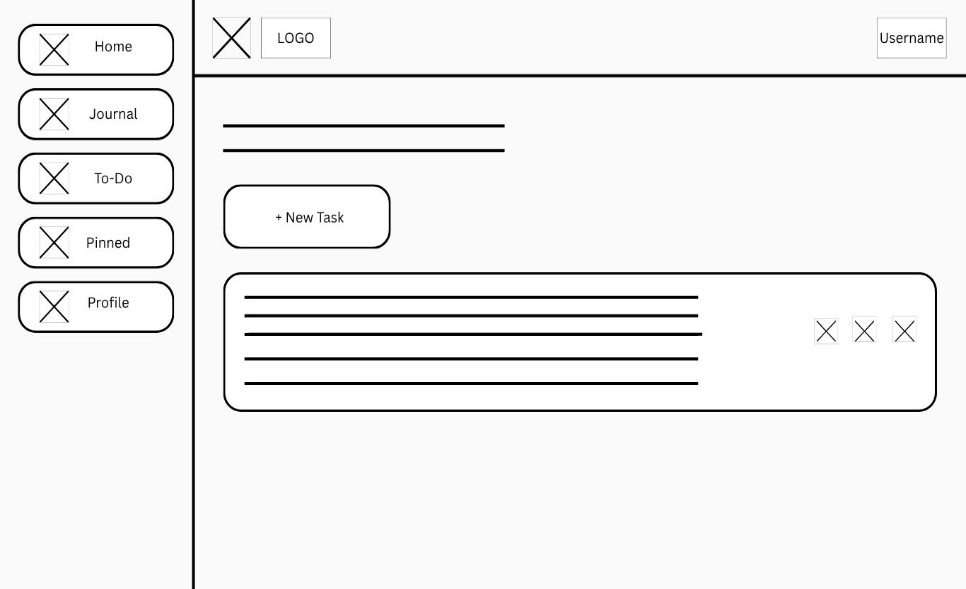 Home
Journal
To-Do
Pinned
Profile
LOGO
Username
+ New Task